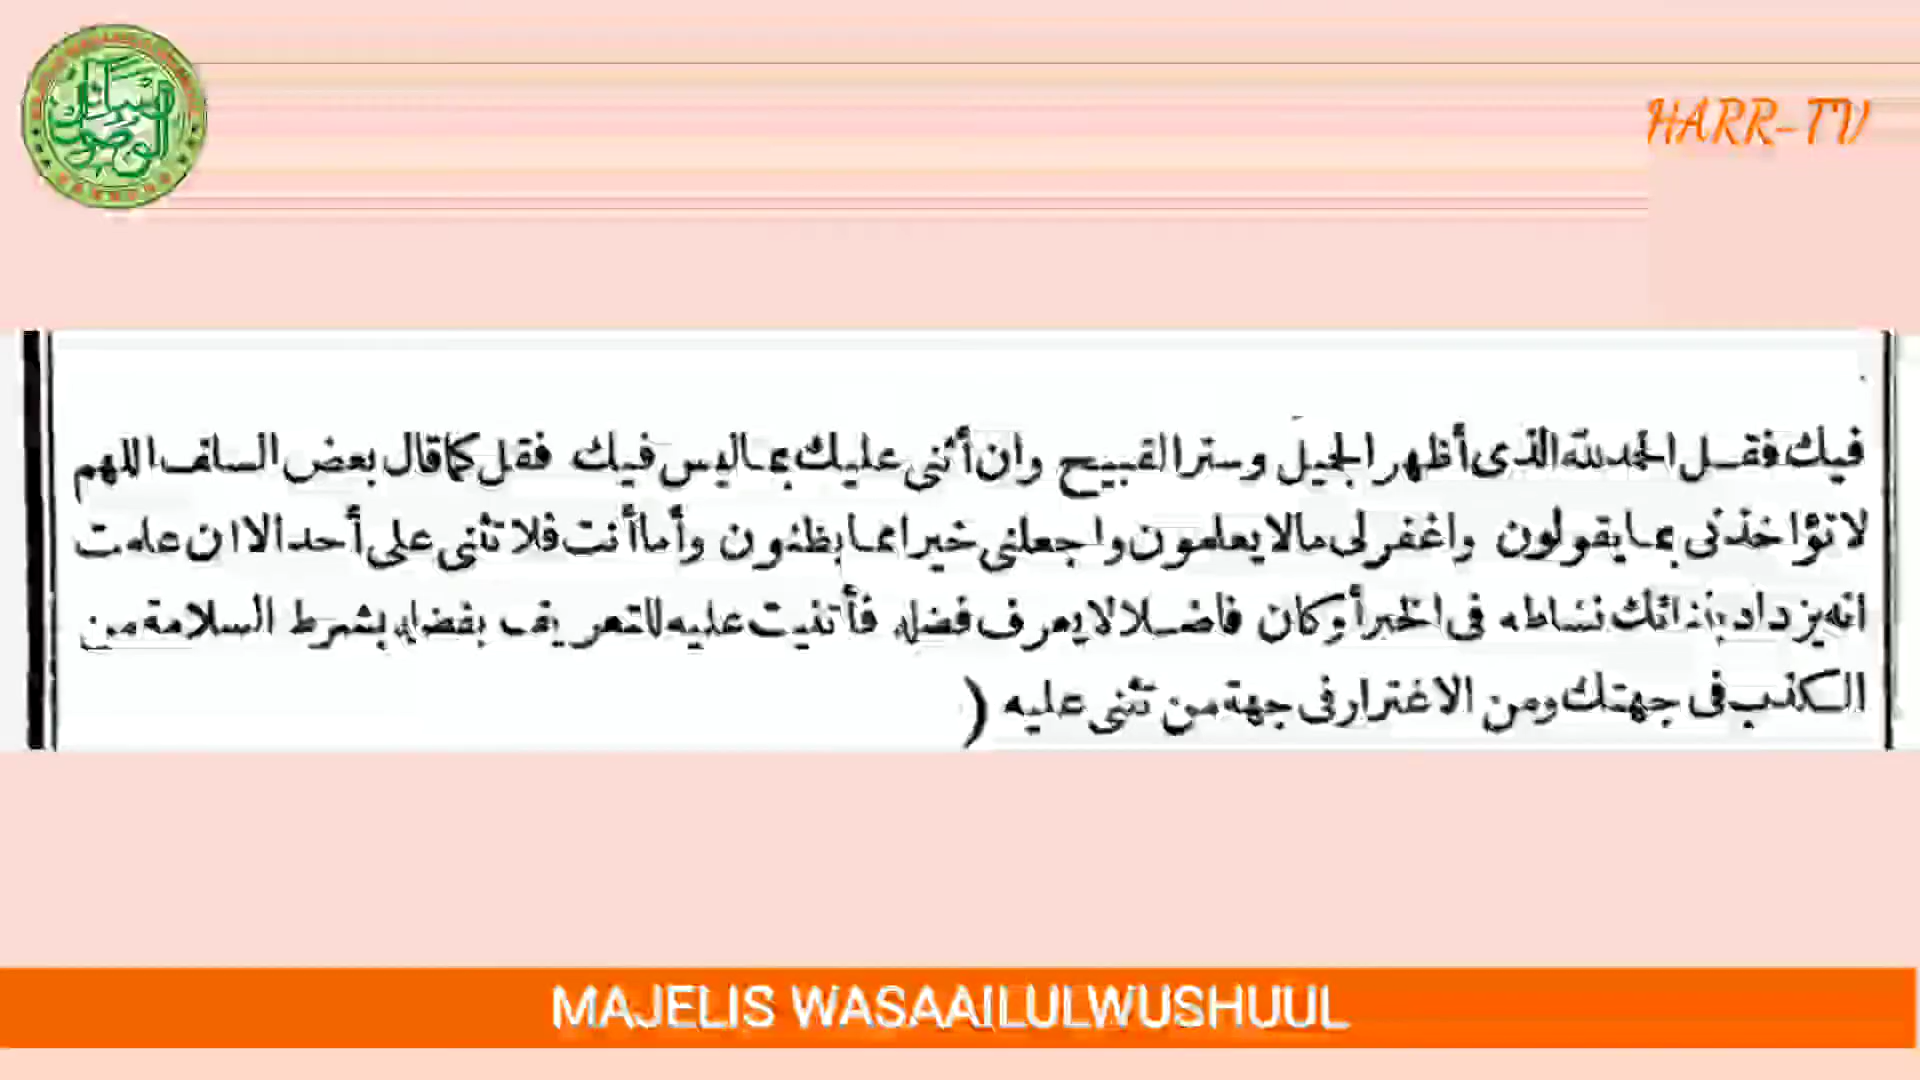 HARR-TV
فيك فقل الحمد لله الذى أظهر الجميل وستر القبيح وان أثنى عليك بما ليس فيك فقل كما قال بعض السلف اللهم
لا تؤاخذنى بما يقولون واغفر لى ما لا يعلمون واجعلنى خيرا مما يظنون وأما أنت فلا تثنى على أحد الا ان علمت
انه يزداد بثنائك نشاطه فى الخير أو كان فاضلا لا يعرف فضله فأثنيت عليه للتعريف بفضله بشرط السلامة من
الكذب فى جهتك ومن الاغترار فى جهة من تثنى عليه (
MAJELIS WASAAILULWUSHUUL